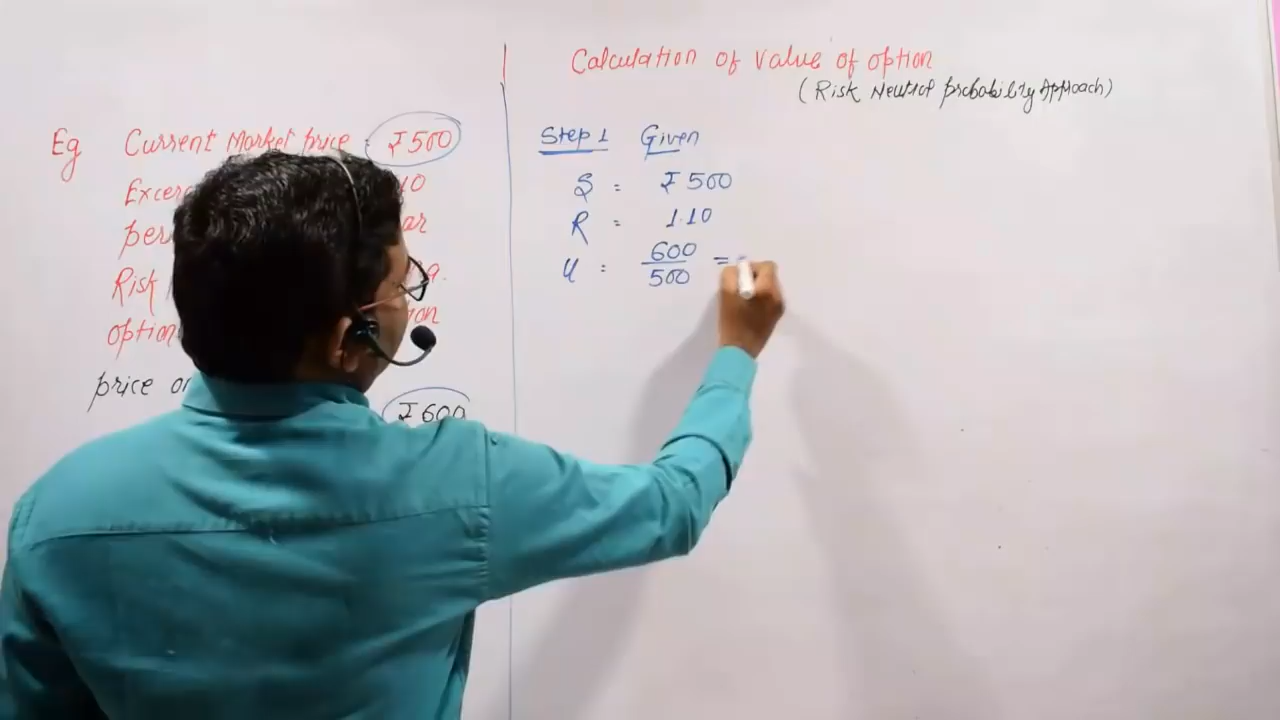 Eg Current Market price = ₹500
Excer
10
per
ar
Risk
a.
option
on
price o
₹600
Calculation of value of option
(Risk Neutral probability Approach)
Step 1 Given
S = ₹500
R = 1.10
U = 600/500 =